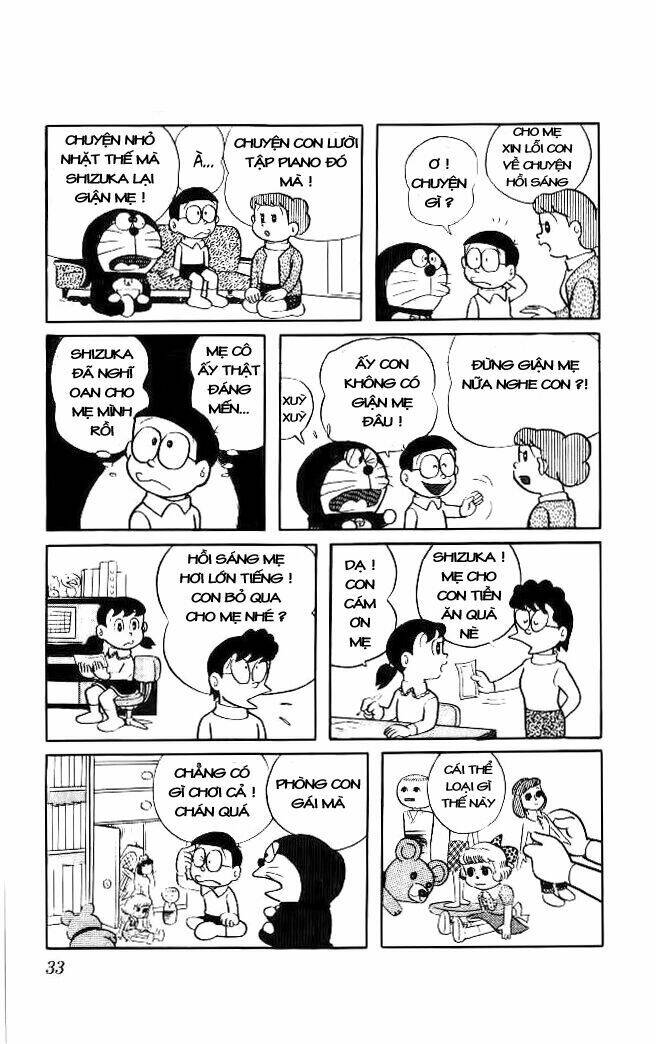 CHO MẸ
XIN LỖI CON
VỀ CHUYỆN
HỒI SÁNG
Ơ !
CHUYỆN
GÌ ?
CHUYỆN CON LƯỜI
TẬP PIANO ĐÓ
MÀ !
À...
CHUYỆN NHỎ
NHẶT THẾ MÀ
SHIZUKA LẠI
GIẬN MẸ !
ĐỪNG GIẬN MẸ
NỮA NGHE CON ?!
ẤY CON
KHÔNG CÓ
GIẬN MẸ
ĐÂU !
XUỲ
XUỲ
MẸ CÔ
ẤY THẬT
ĐÁNG
MẾN...
SHIZUKA
ĐÃ NGHĨ
OAN CHO
MẸ MÌNH
RỒI
SHIZUKA !
MẸ CHO
CON TIỀN
ĂN QUÀ
NÈ
DẠ !
CON
CÁM
ƠN
MẸ
HỒI SÁNG MẸ
HƠI LỚN TIẾNG !
CON BỎ QUA
CHO MẸ NHÉ ?
CÁI THỂ
LOẠI GÌ
THẾ NÀY
PHÒNG CON
GÁI MÀ
CHẲNG CÓ
GÌ CHƠI CẢ !
CHÁN QUÁ
33